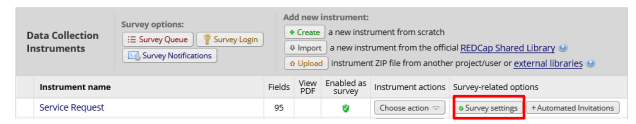 Data Collection Instruments
Survey options:
Survey Queue Survey Login
Survey Notifications
Add new instrument:
Create a new instrument from scratch
Import a new instrument from the official REDCap Shared Library
Upload instrument ZIP file from another project/user or external libraries
Instrument name Fields View PDF Enabled as survey Instrument actions Survey-related options
Service Request 95 Choose action Survey settings + Automated Invitations